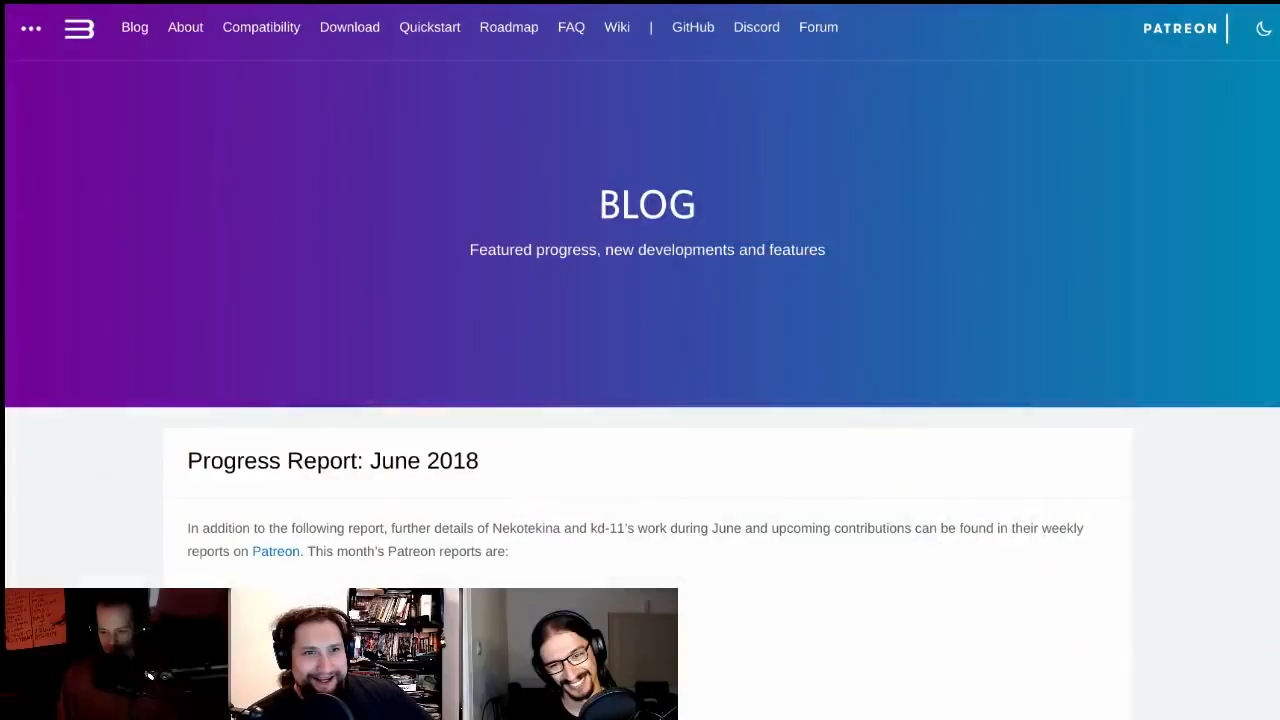 Blog About Compatibility Download Quickstart Roadmap FAQ Wiki | GitHub Discord Forum PATREON
BLOG
Featured progress, new developments and features
Progress Report: June 2018
In addition to the following report, further details of Nekotekina and kd-11's work during June and upcoming contributions can be found in their weekly
reports on Patreon. This month's Patreon reports are: